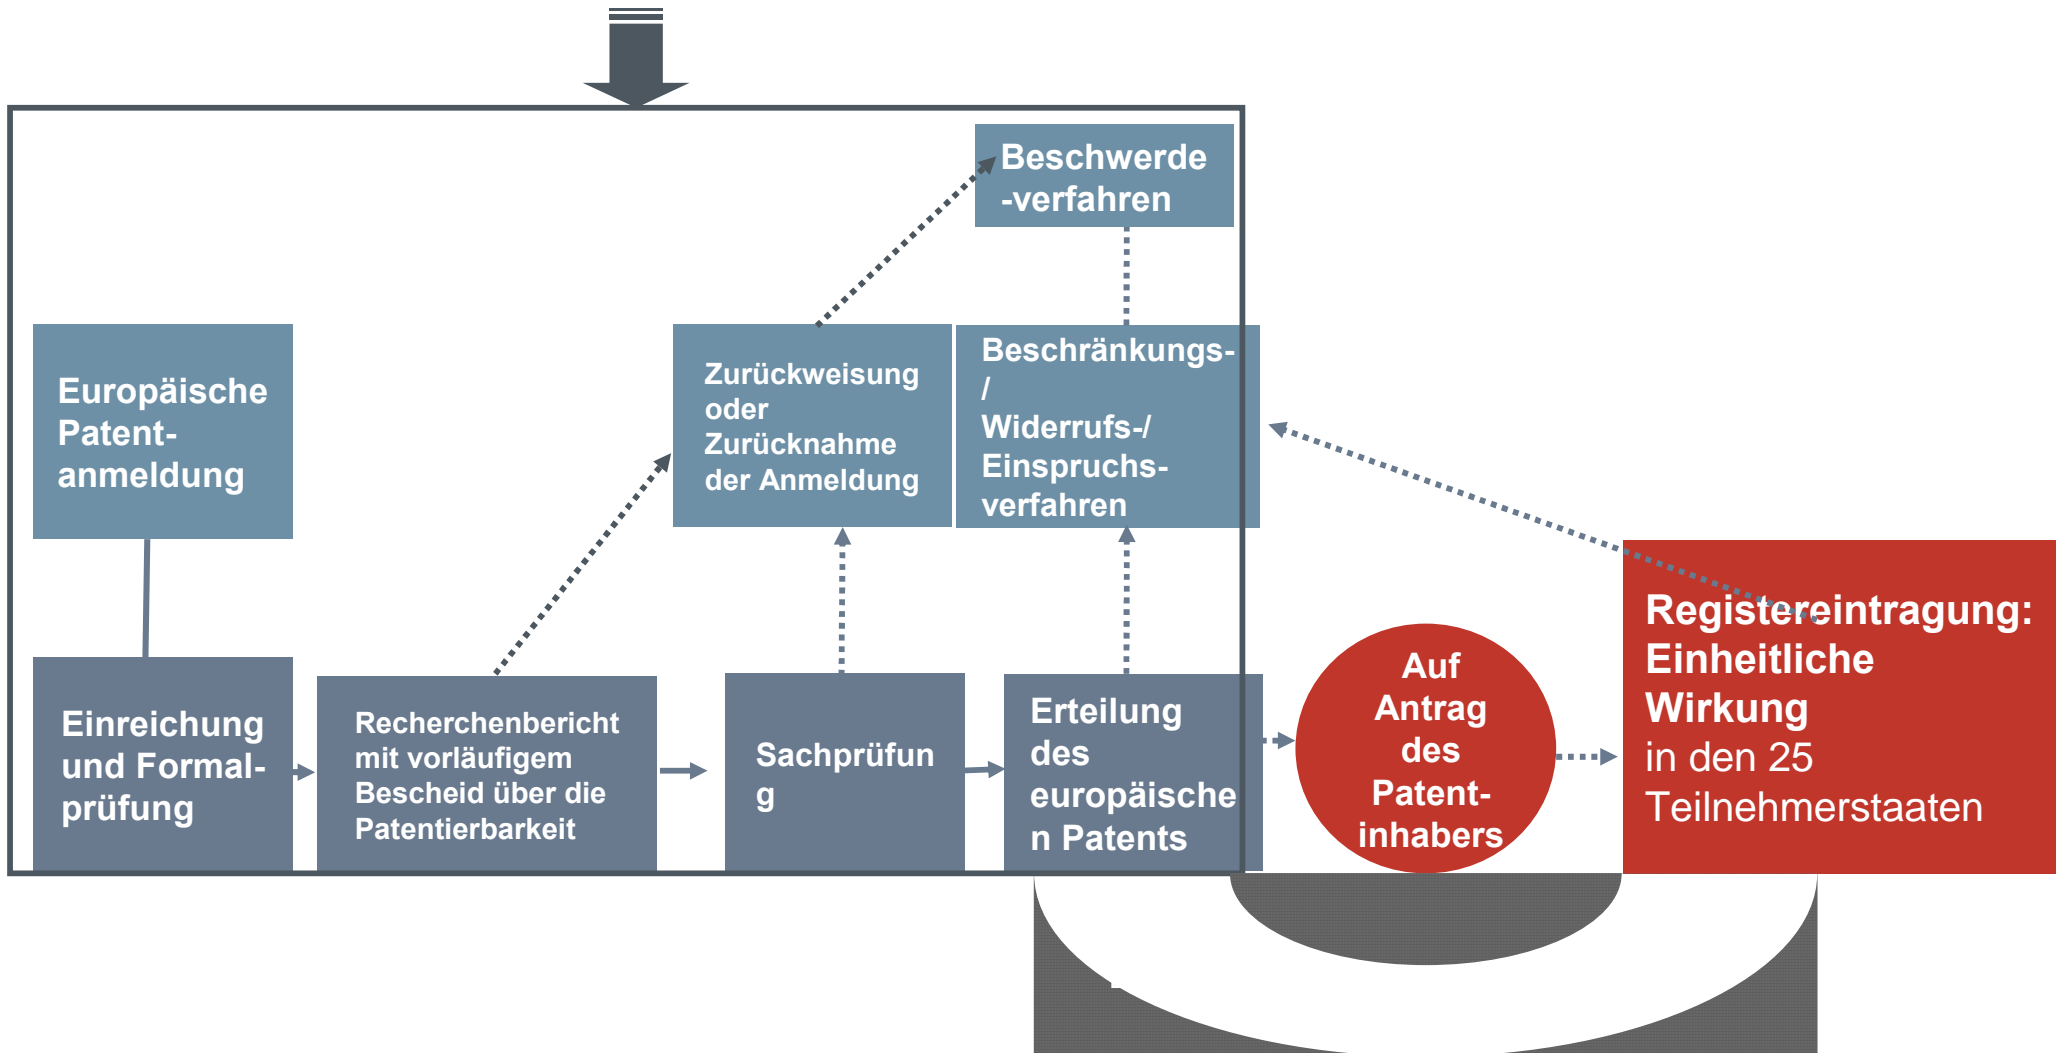 Beschwerde
-verfahren
Europäische
Patent-
anmeldung
Zurückweisung
oder
Zurücknahme
der Anmeldung
Beschränkungs-
/
Widerrufs-/
Einspruchs-
verfahren
Einreichung
und Formal-
prüfung
Recherchenbericht
mit vorläufigem
Bescheid über die
Patentierbarkeit
Sachprüfun
g
Erteilung
des
europäische
n Patents
Auf
Antrag
des
Patent-
inhabers
Registereintragung:
Einheitliche
Wirkung
in den 25
Teilnehmerstaaten